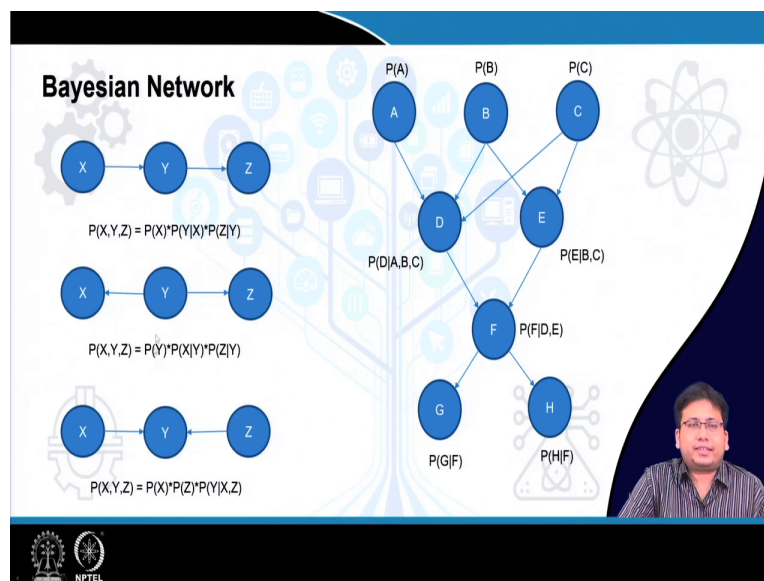 Bayesian Network
X
Y
Z
P(X,Y,Z) = P(X)*P(Y|X)*P(Z|Y)
X
Y
Z
P(X,Y,Z) = P(Y)*P(X|Y)*P(Z|Y)
X
Y
Z
P(X,Y,Z) = P(X)*P(Z)*P(Y|X,Z)
P(A)
P(B)
P(C)
A
B
C
D
E
P(D|A,B,C)
P(E|B,C)
F
P(F|D,E)
G
H
P(G|F)
P(H|F)
NPTEL